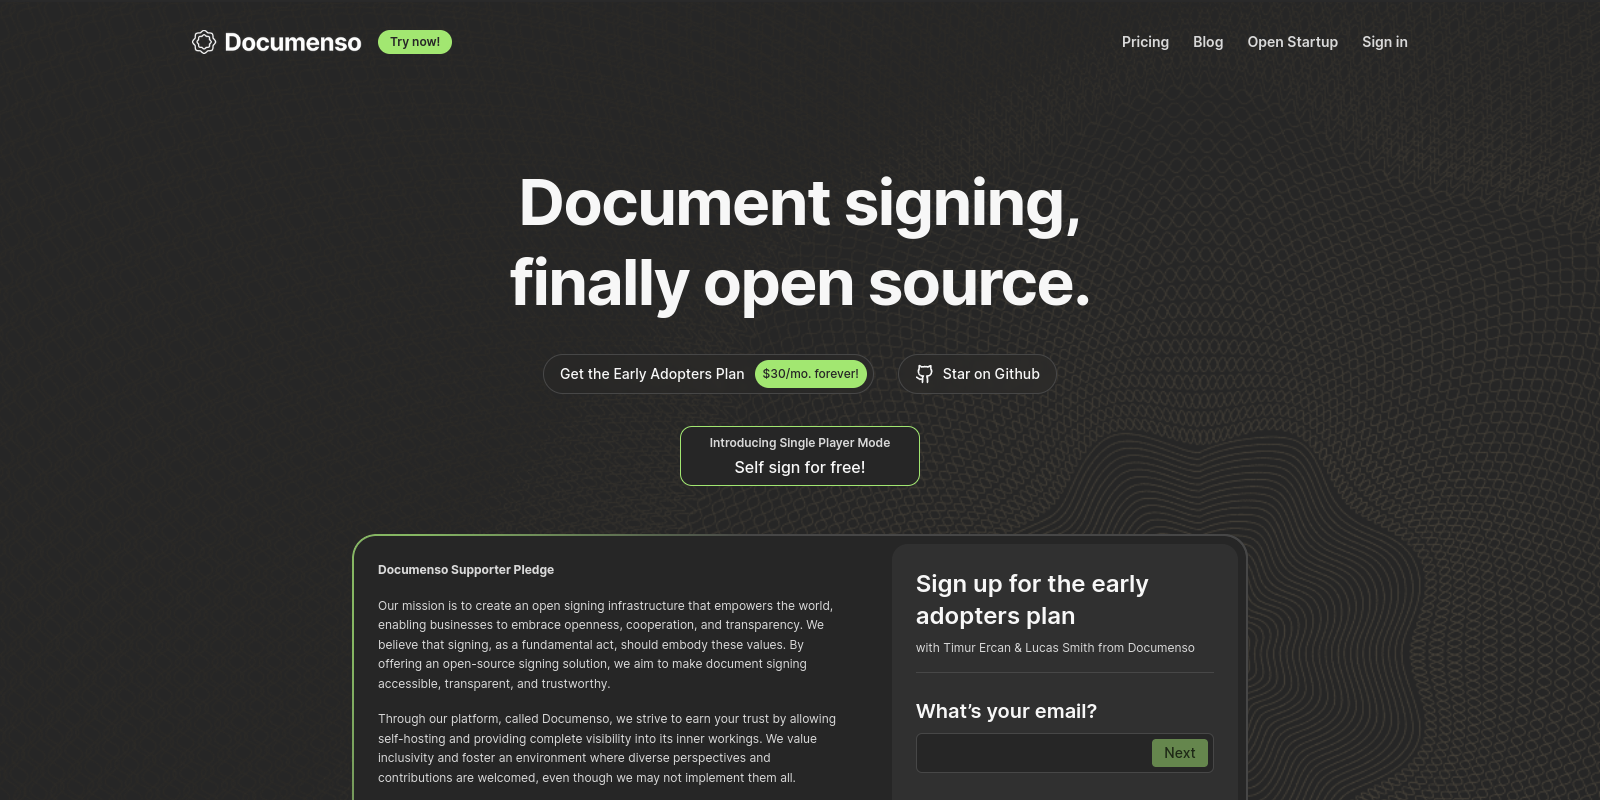 Documenso Try now! Pricing Blog Open Startup Sign in
Document signing,
finally open source.
Get the Early Adopters Plan $30/mo. forever! Star on Github
Introducing Single Player Mode
Self sign for free!
Documenso Supporter Pledge
Our mission is to create an open signing infrastructure that empowers the world,
enabling businesses to embrace openness, cooperation, and transparency. We
believe that signing, as a fundamental act, should embody these values. By
offering an open-source signing solution, we aim to make document signing
accessible, transparent, and trustworthy.
Through our platform, called Documenso, we strive to earn your trust by allowing
self-hosting and providing complete visibility into its inner workings. We value
inclusivity and foster an environment where diverse perspectives and
contributions are welcomed, even though we may not implement them all.
Sign up for the early
adopters plan
with Timur Ercan & Lucas Smith from Documenso
What’s your email?
Next